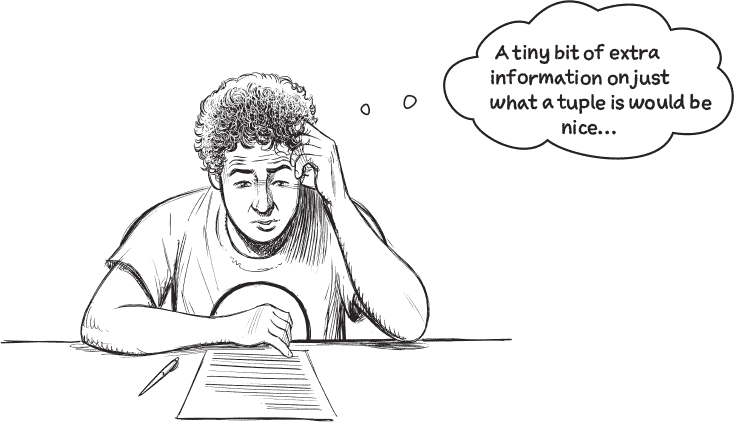 A tiny bit of extra
information on just
what a tuple is would be
nice...